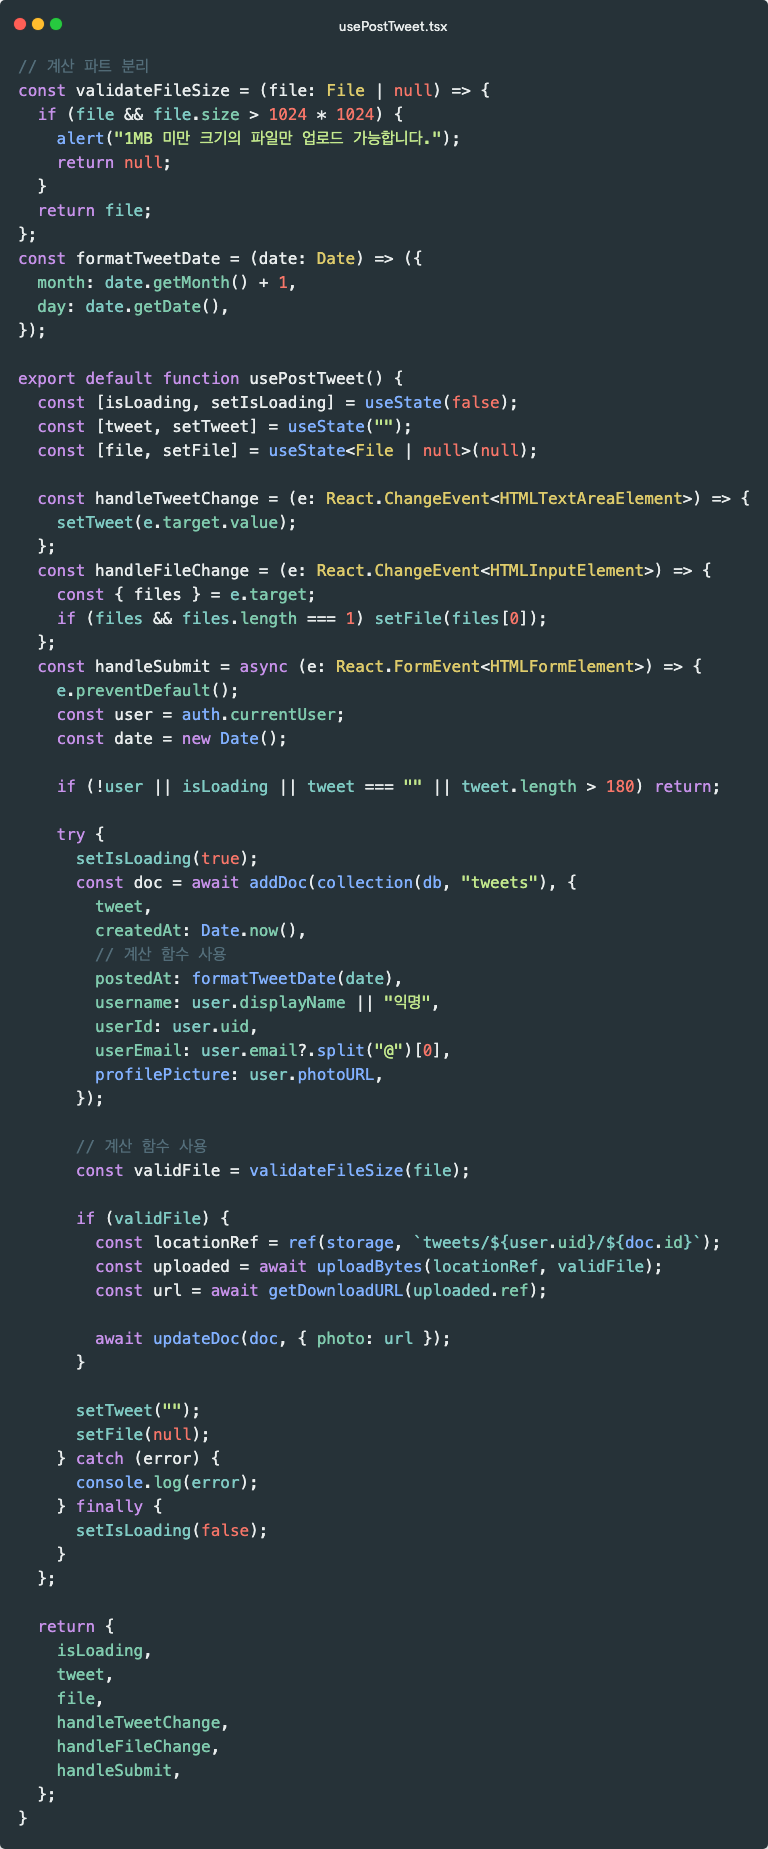 usePostTweet.tsx
// 계산 파트 분리
const validateFileSize = (file: File | null) => {
  if (file && file.size > 1024 * 1024) {
    alert("1MB 미만 크기의 파일만 업로드 가능합니다.");
    return null;
  }
  return file;
};
const formatTweetDate = (date: Date) => ({
  month: date.getMonth() + 1,
  day: date.getDate(),
});

export default function usePostTweet() {
  const [isLoading, setIsLoading] = useState(false);
  const [tweet, setTweet] = useState("");
  const [file, setFile] = useState<File | null>(null);

  const handleTweetChange = (e: React.ChangeEvent<HTMLTextAreaElement>) => {
    setTweet(e.target.value);
  };
  const handleFileChange = (e: React.ChangeEvent<HTMLInputElement>) => {
    const { files } = e.target;
    if (files && files.length === 1) setFile(files[0]);
  };
  const handleSubmit = async (e: React.FormEvent<HTMLFormElement>) => {
    e.preventDefault();
    const user = auth.currentUser;
    const date = new Date();

    if (!user || isLoading || tweet === "" || tweet.length > 180) return;

    try {
      setIsLoading(true);
      const doc = await addDoc(collection(db, "tweets"), {
        tweet,
        createdAt: Date.now(),
        // 계산 함수 사용
        postedAt: formatTweetDate(date),
        username: user.displayName || "익명",
        userId: user.uid,
        userEmail: user.email?.split("@")[0],
        profilePicture: user.photoURL,
      });

      // 계산 함수 사용
      const validFile = validateFileSize(file);

      if (validFile) {
        const locationRef = ref(storage, `tweets/${user.uid}/${doc.id}`);
        const uploaded = await uploadBytes(locationRef, validFile);
        const url = await getDownloadURL(uploaded.ref);

        await updateDoc(doc, { photo: url });
      }

      setTweet("");
      setFile(null);
    } catch (error) {
      console.log(error);
    } finally {
      setIsLoading(false);
    }
  };

  return {
    isLoading,
    tweet,
    file,
    handleTweetChange,
    handleFileChange,
    handleSubmit,
  };
}